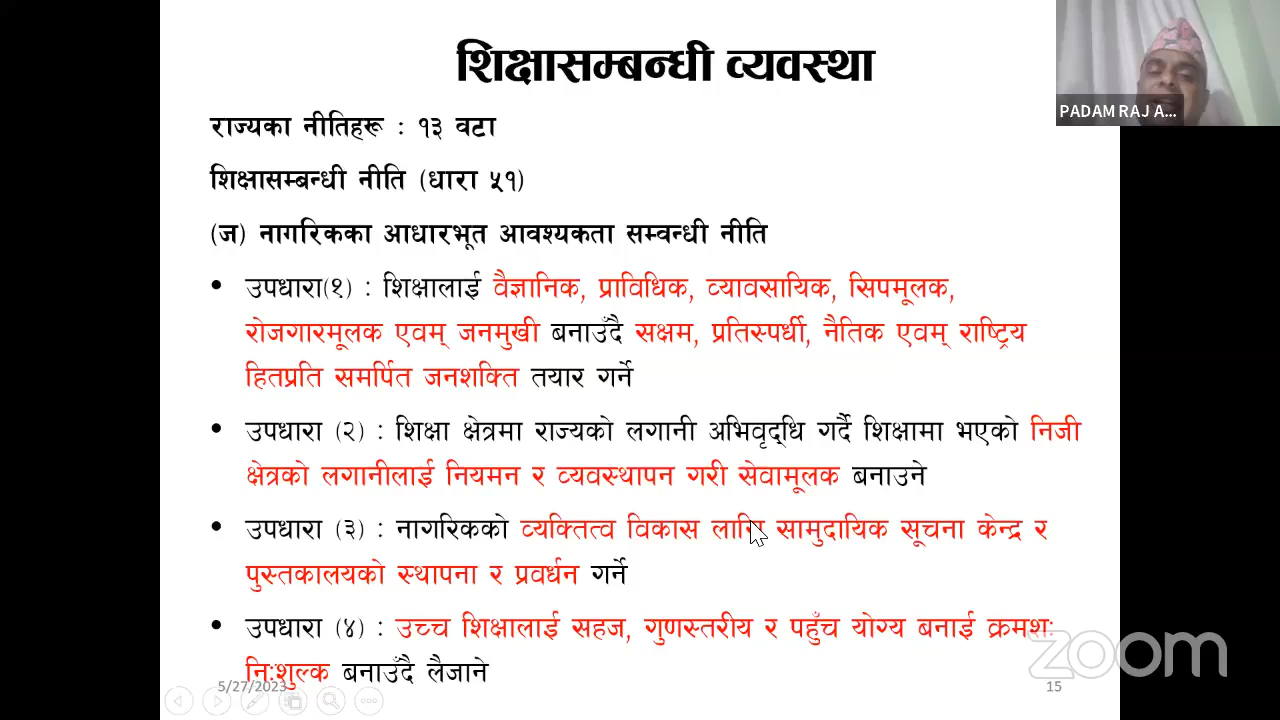 शिक्षासम्बन्धी व्यवस्था
PADAM RAJ A...
राज्यका नीतिहरू : १३ वटा
शिक्षासम्बन्धी नीति (धारा ५१)
(ज) नागरिकका आधारभूत आवश्यकता सम्वन्धी नीति
• उपधारा(१) : शिक्षालाई वैज्ञानिक, प्राविधिक, व्यावसायिक, सिपमूलक,
रोजगारमूलक एवम् जनमुखी बनाउँदै सक्षम, प्रतिस्पर्धी, नैतिक एवम् राष्ट्रिय
हितप्रति समर्पित जनशक्ति तयार गर्ने
• उपधारा (२) : शिक्षा क्षेत्रमा राज्यको लगानी अभिवृद्धि गर्दै शिक्षामा भएको निजी
क्षेत्रको लगानीलाई नियमन र व्यवस्थापन गरी सेवामूलक बनाउने
• उपधारा (३) : नागरिकको व्यक्तित्व विकास लागि सामुदायिक सूचना केन्द्र र
पुस्तकालयको स्थापना र प्रवर्धन गर्ने
• उपधारा (४) : उच्च शिक्षालाई सहज, गुणस्तरीय र पहुँच योग्य बनाई क्रमशः
नि:शुल्क बनाउँदै लैजाने
zoom
5/27/2023
15